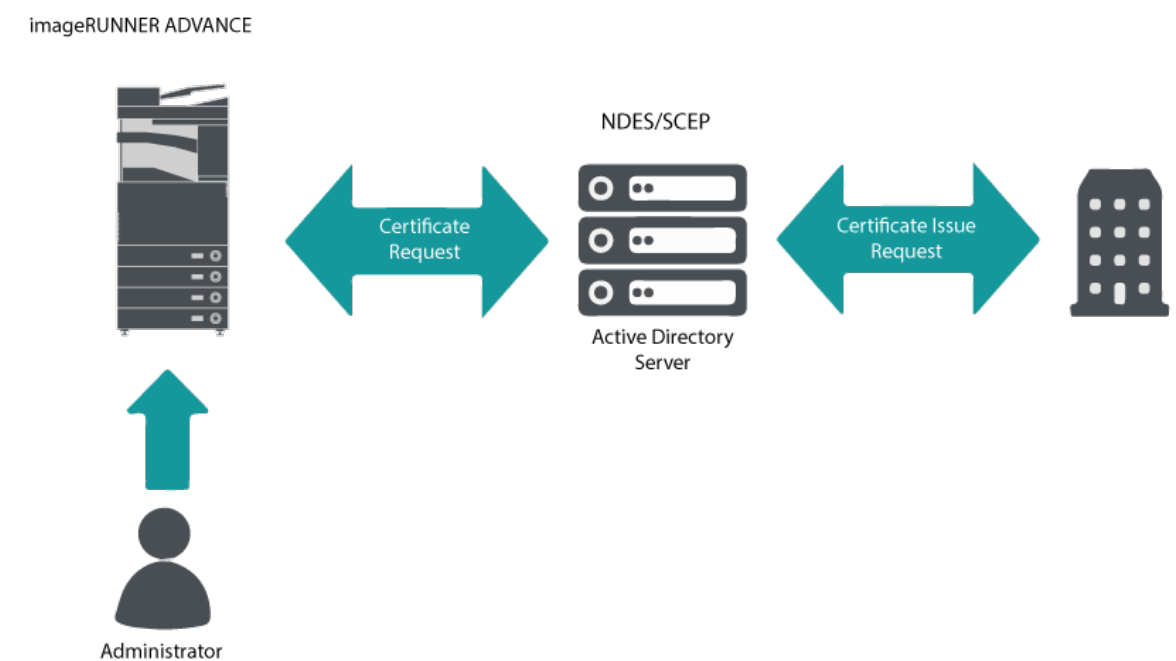 imageRUNNER ADVANCE
NDES/SCEP
Certificate
Request
Certificate Issue
Request
Active Directory
Server
Administrator